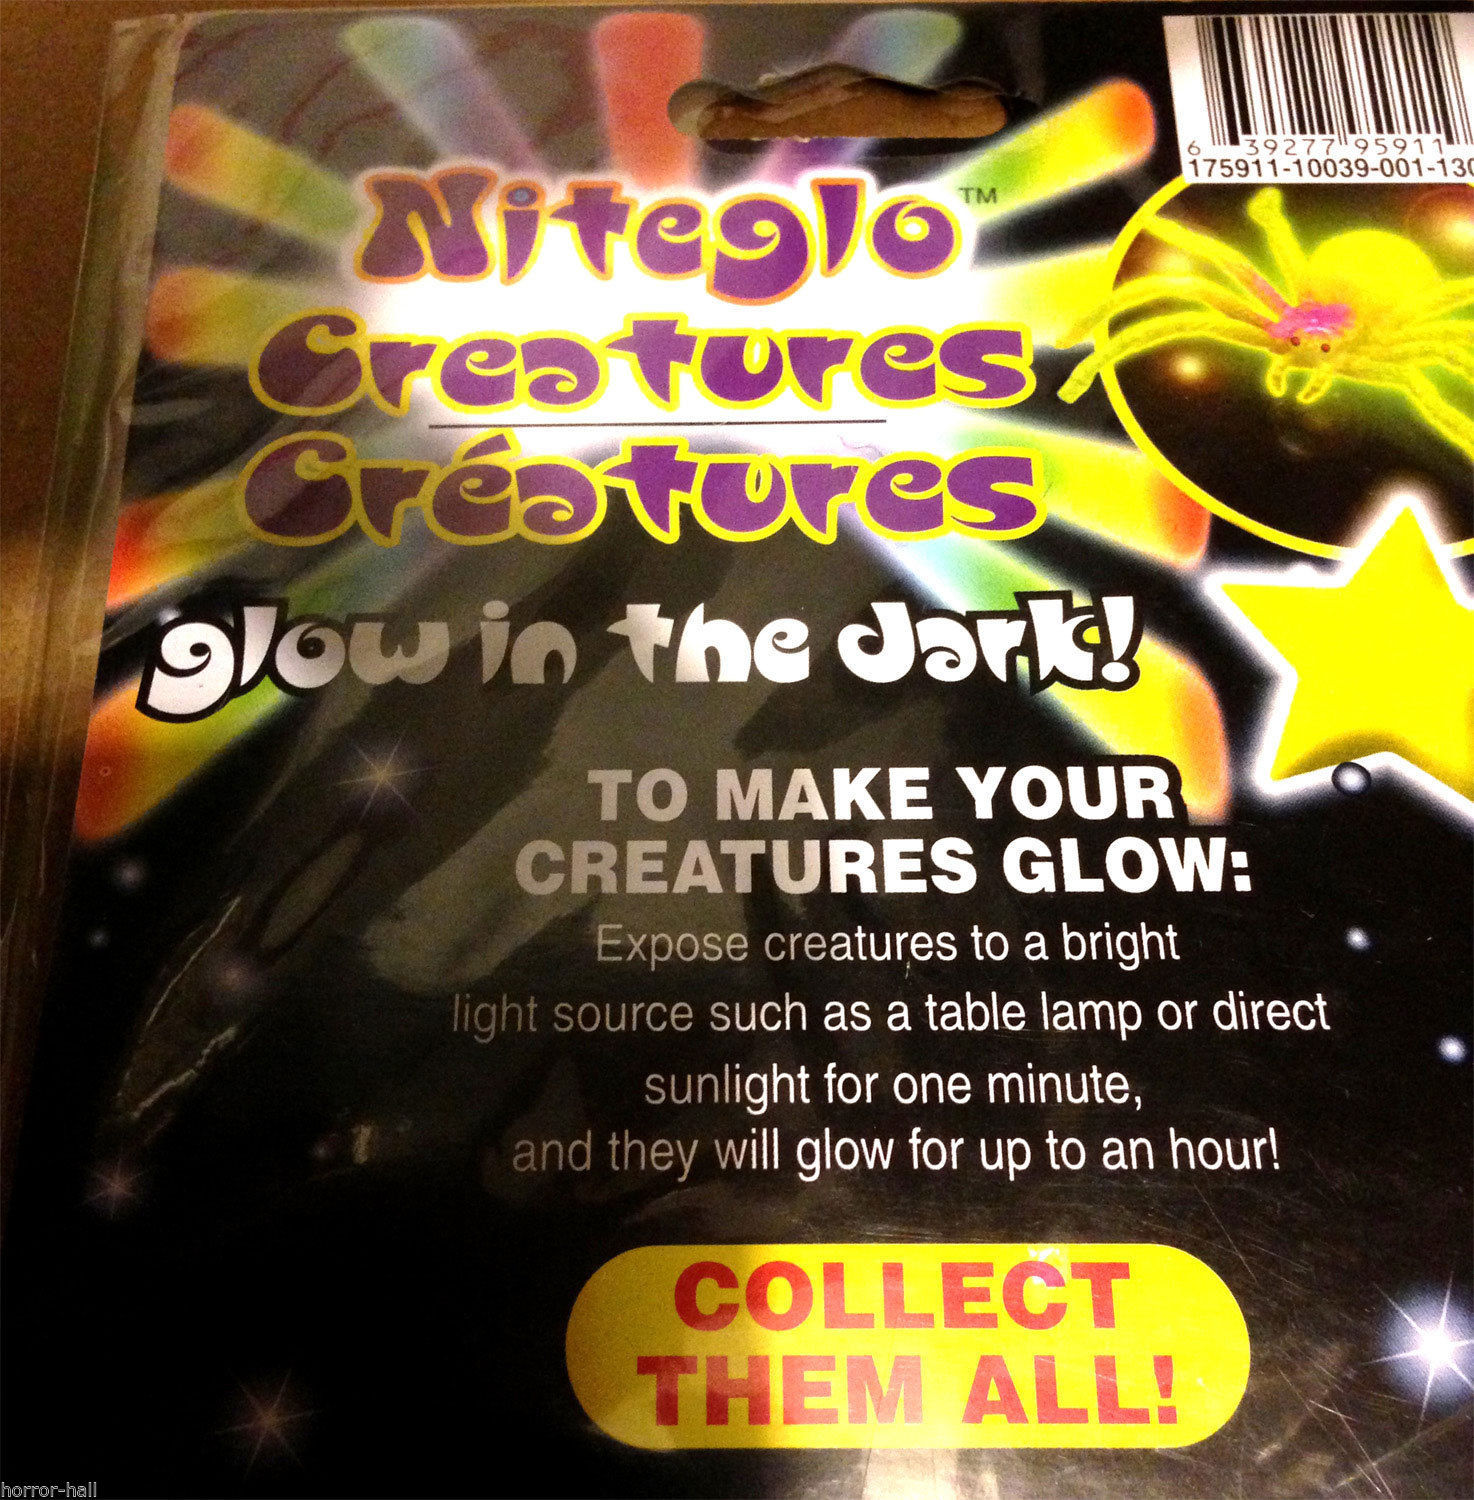 6 39277 95911
175911-10039-001-130
Niteglo™
Creatures
Créatures
glow in the dark!
TO MAKE YOUR
CREATURES GLOW:
Expose creatures to a bright
light source such as a table lamp or direct
sunlight for one minute,
and they will glow for up to an hour!
COLLECT
THEM ALL!
horror-hall